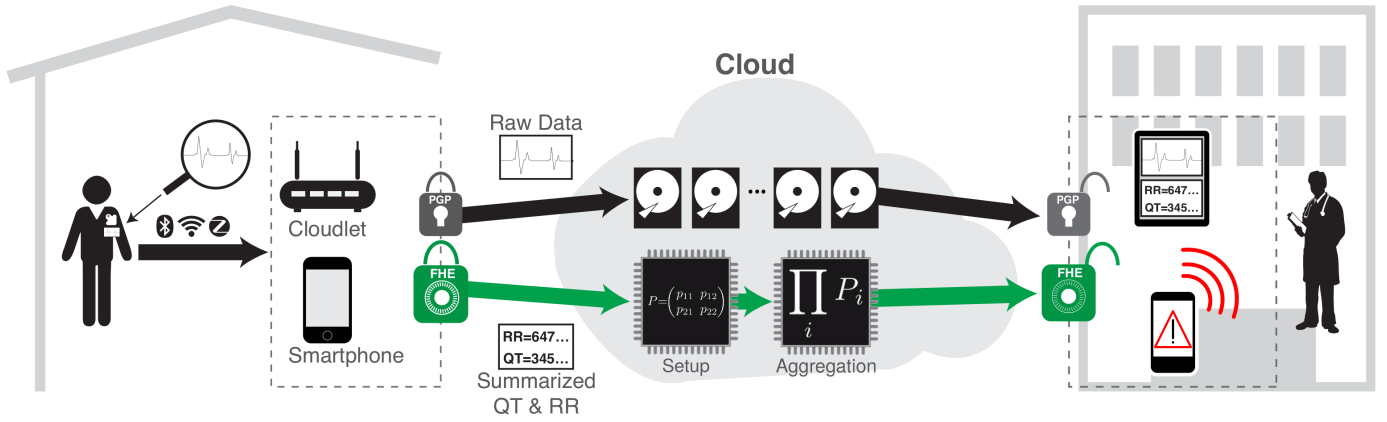 Cloud
Raw Data
PGP
PGP
Cloudlet
FHE
FHE
Smartphone
RR=647...
QT=345...
Summarized
QT & RR
P=(p11 p12
p21 p22)
∏ Pi
i
...
Setup
Aggregation
RR=647...
QT=345...
!